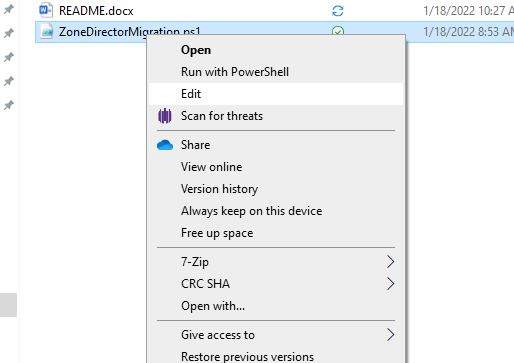 README.docx 1/18/2022 10:27 A
ZoneDirectorMigration.ps1 1/18/2022 8:53 A
Open
Run with PowerShell
Edit
Scan for threats
Share
View online
Version history
Always keep on this device
Free up space
7-Zip
CRC SHA
Open with...
Give access to
Restore previous versions